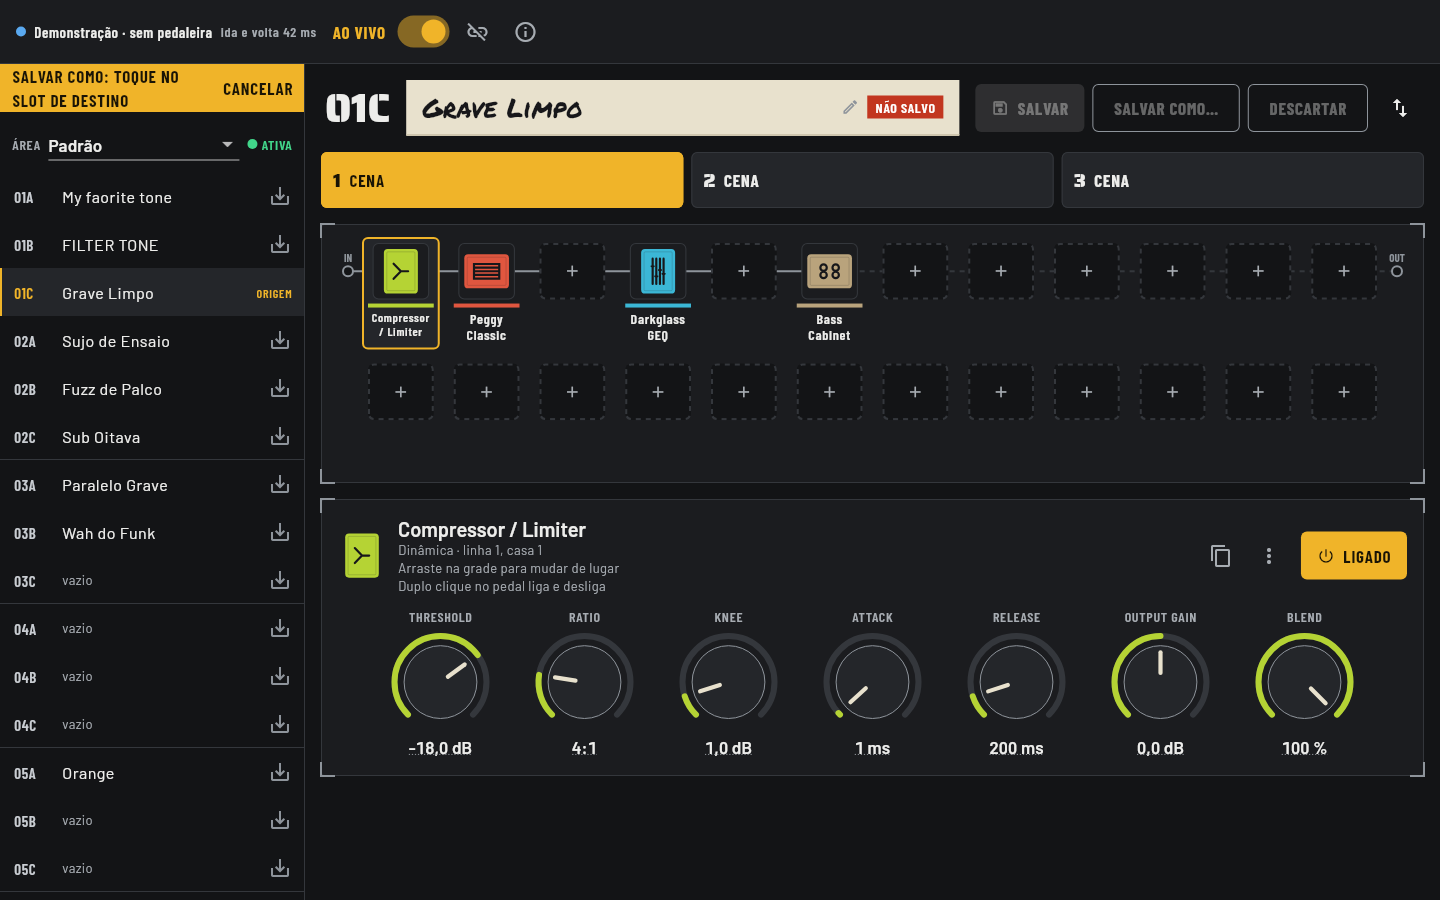 Demonstração · sem pedaleira Ida e volta 42 ms AO VIVO
SALVAR COMO: TOQUE NO
SLOT DE DESTINO
CANCELAR
ÁREA Padrão ATIVA
01A My faorite tone
01B FILTER TONE
01C Grave Limpo ORIGEM
02A Sujo de Ensaio
02B Fuzz de Palco
02C Sub Oitava
03A Paralelo Grave
03B Wah do Funk
03C vazio
04A vazio
04B vazio
04C vazio
05A Orange
05B vazio
05C vazio
01C Grave Limpo NÃO SALVO SALVAR SALVAR COMO... DESCARTAR
1 CENA
2 CENA
3 CENA
IN
OUT
Compressor
/ Limiter
Peggy
Classic
Darkglass
GEQ
88
Bass
Cabinet
Compressor / Limiter
Dinâmica · linha 1, casa 1
Arraste na grade para mudar de lugar
Duplo clique no pedal liga e desliga
LIGADO
THRESHOLD RATIO KNEE ATTACK RELEASE OUTPUT GAIN BLEND
-18,0 dB 4:1 1,0 dB 1 ms 200 ms 0,0 dB 100 %